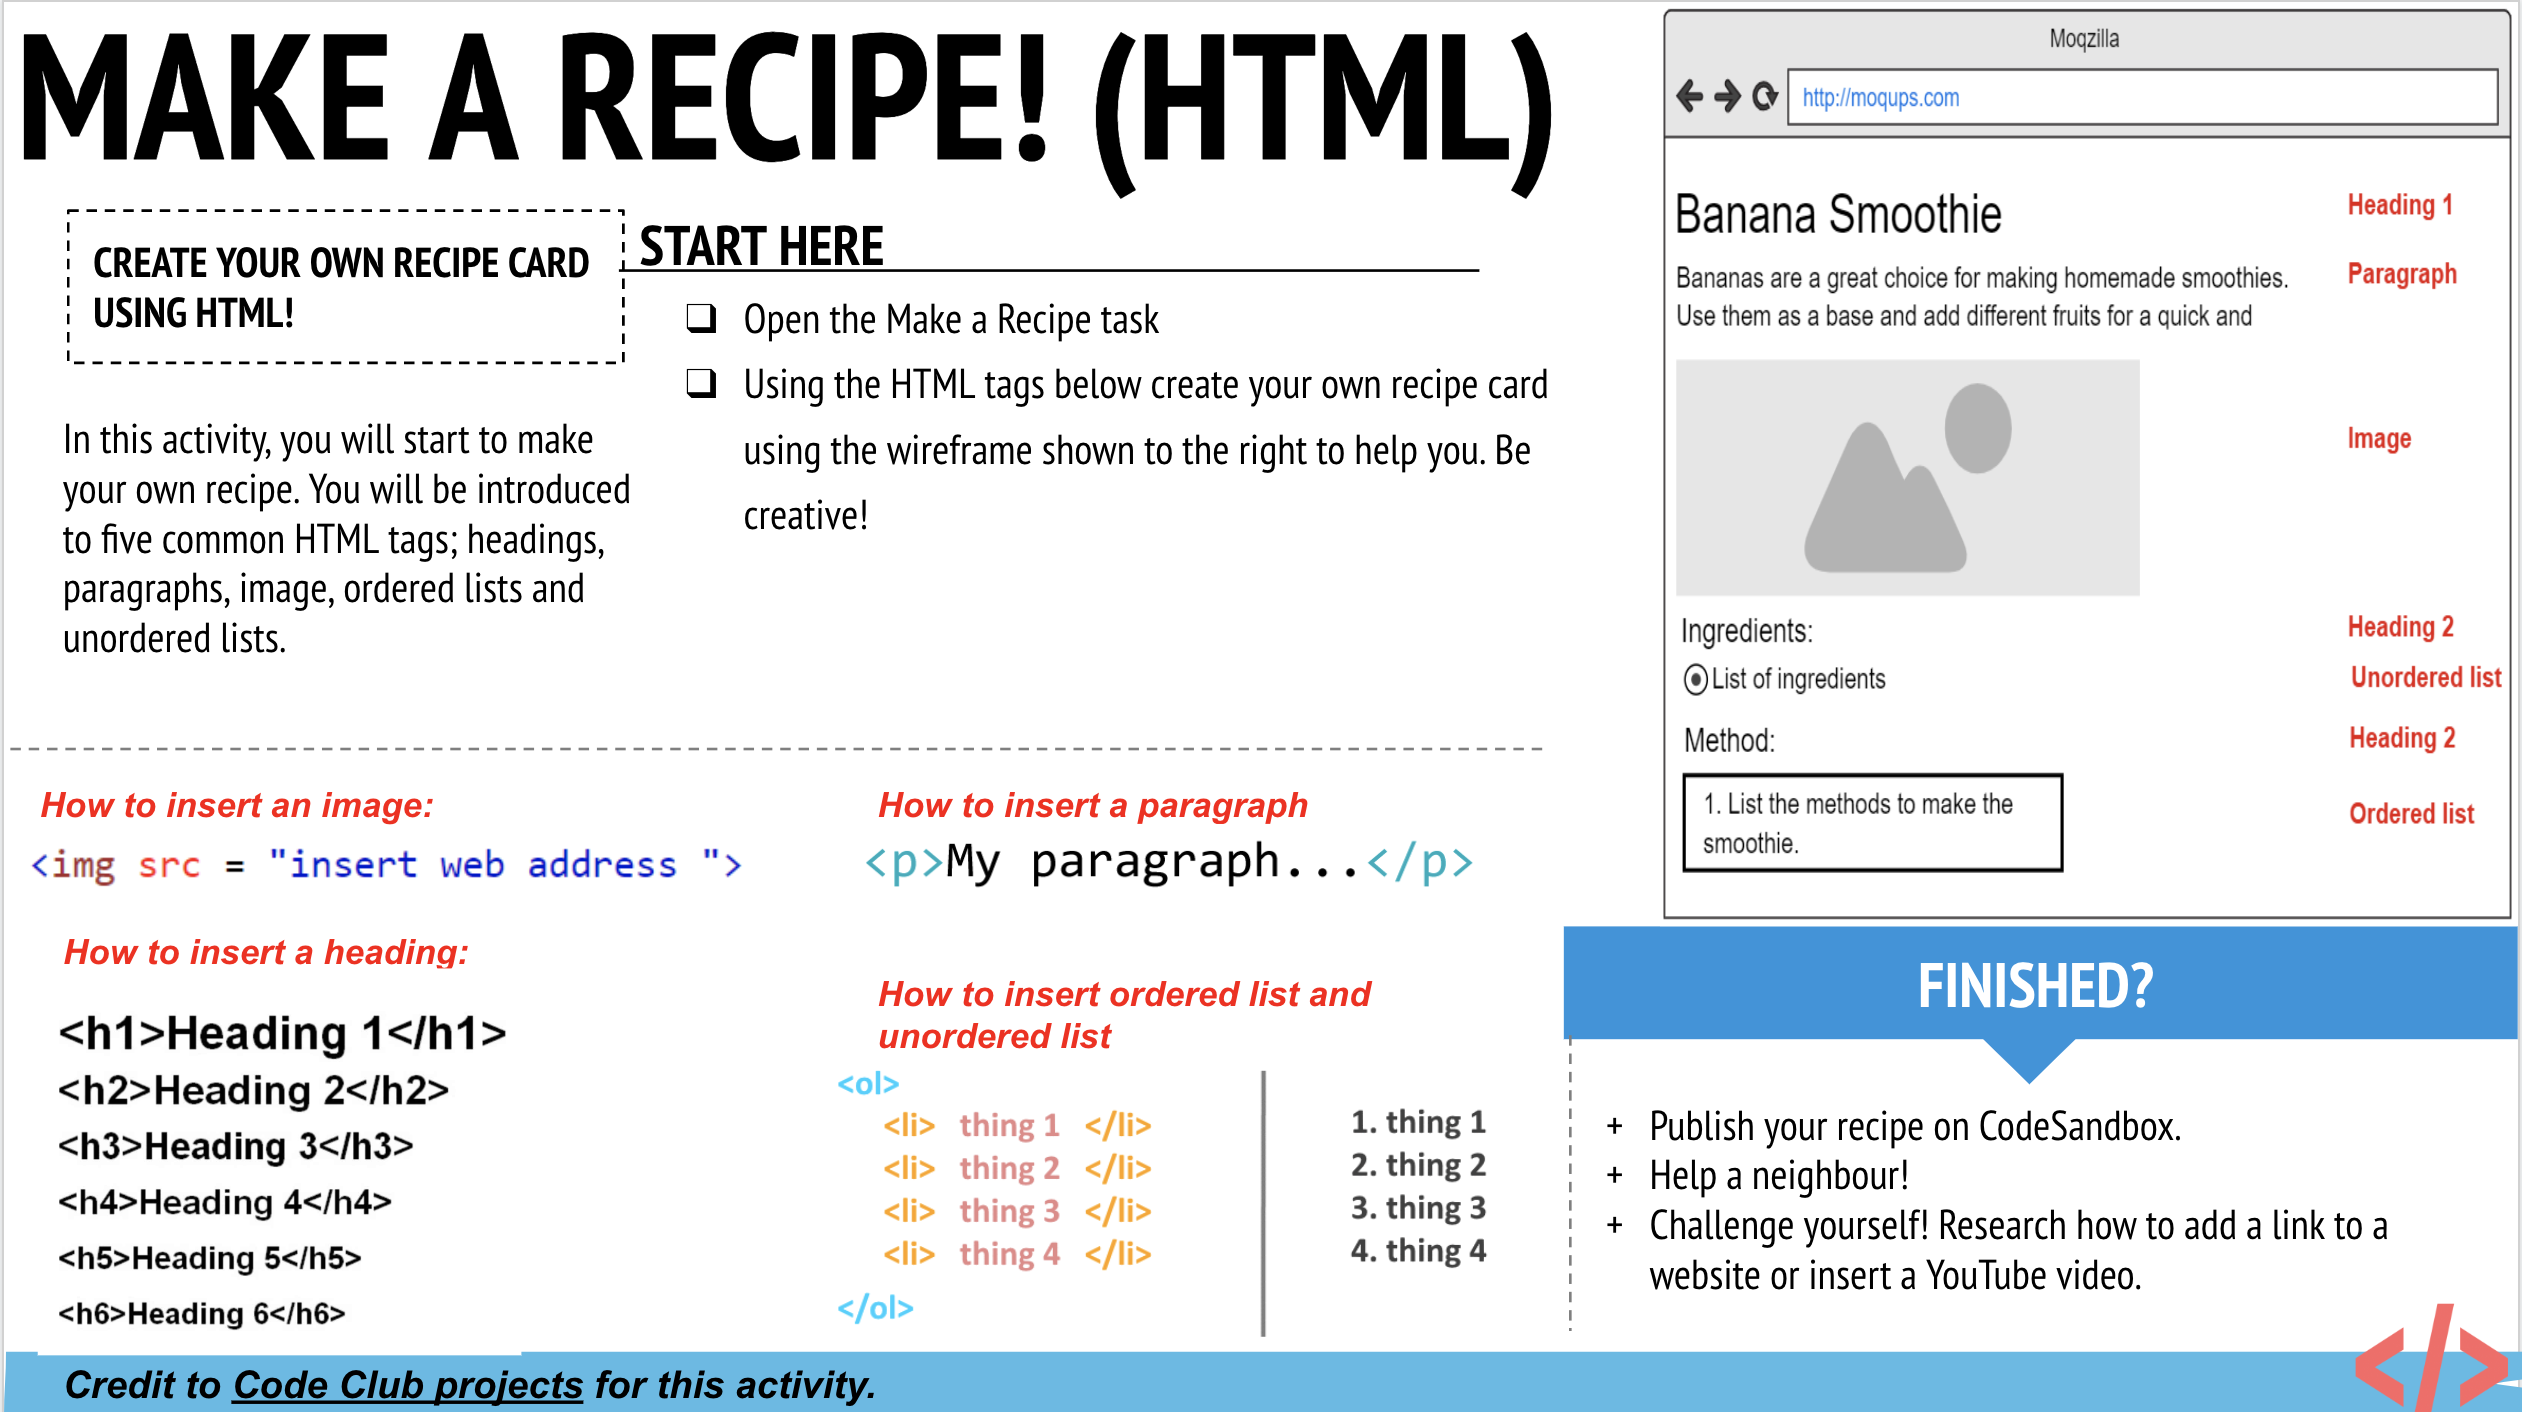 MAKE A RECIPE! (HTML)
CREATE YOUR OWN RECIPE CARD
USING HTML!
In this activity, you will start to make
your own recipe. You will be introduced
to five common HTML tags; headings,
paragraphs, image, ordered lists and
unordered lists.
START HERE
❑ Open the Make a Recipe task
❑ Using the HTML tags below create your own recipe card
using the wireframe shown to the right to help you. Be
creative!
Moqzilla
http://moqups.com
Banana Smoothie
Heading 1
Bananas are a great choice for making homemade smoothies.
Paragraph
Use them as a base and add different fruits for a quick and
Image
Ingredients:
Heading 2
List of ingredients
Unordered list
Method:
Heading 2
1. List the methods to make the
smoothie.
Ordered list
How to insert an image:
<img src = "insert web address ">
How to insert a heading:
<h1>Heading 1</h1>
<h2>Heading 2</h2>
<h3>Heading 3</h3>
<h4>Heading 4</h4>
<h5>Heading 5</h5>
<h6>Heading 6</h6>
How to insert a paragraph
<p>My paragraph...</p>
How to insert ordered list and
unordered list
<ol>
<li> thing 1 </li>
<li> thing 2 </li>
<li> thing 3 </li>
<li> thing 4 </li>
</ol>
1. thing 1
2. thing 2
3. thing 3
4. thing 4
FINISHED?
+ Publish your recipe on CodeSandbox.
+ Help a neighbour!
+ Challenge yourself! Research how to add a link to a
website or insert a YouTube video.
Credit to Code Club projects for this activity.
</>